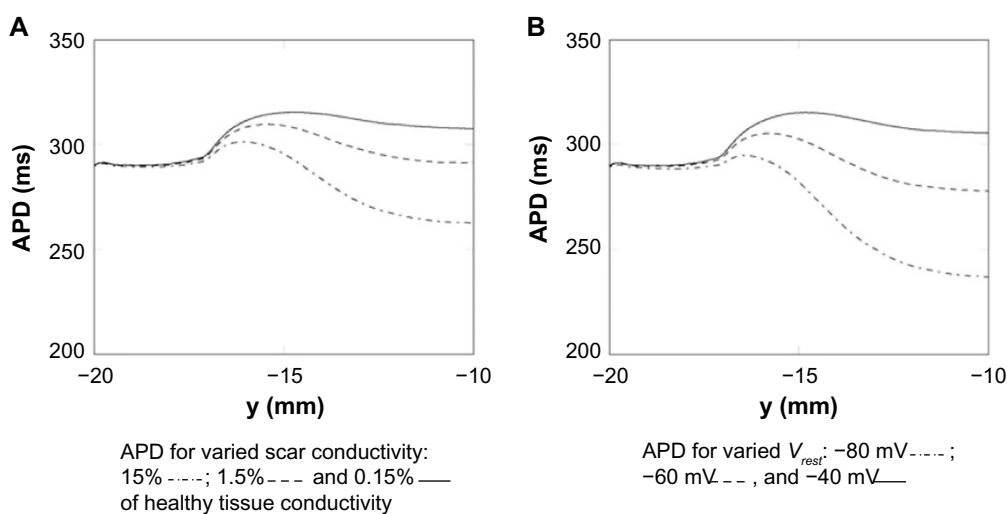 A
350
300
250
200
APD (ms)
−20
−15
−10
y (mm)
APD for varied scar conductivity:
15% ; 1.5% and 0.15%
of healthy tissue conductivity
B
350
300
250
200
APD (ms)
−20
−15
−10
y (mm)
APD for varied Vrest: −80 mV ;
−60 mV , and −40 mV